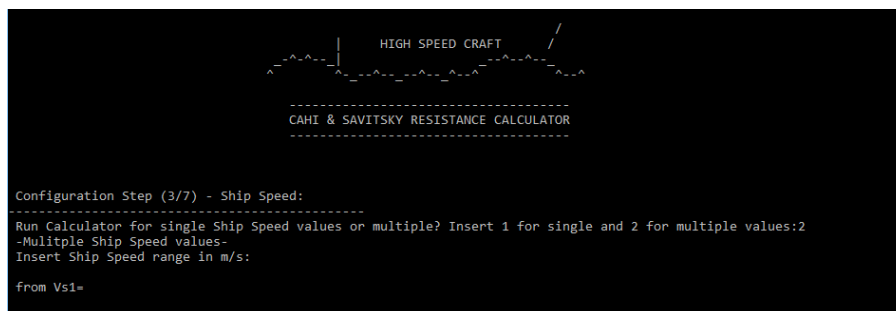 HIGH SPEED CRAFT
CAHI & SAVITSKY RESISTANCE CALCULATOR
Configuration Step (3/7) - Ship Speed:
Run Calculator for single Ship Speed values or multiple? Insert 1 for single and 2 for multiple values:2
-Mulitple Ship Speed values-
Insert Ship Speed range in m/s:
from Vs1=